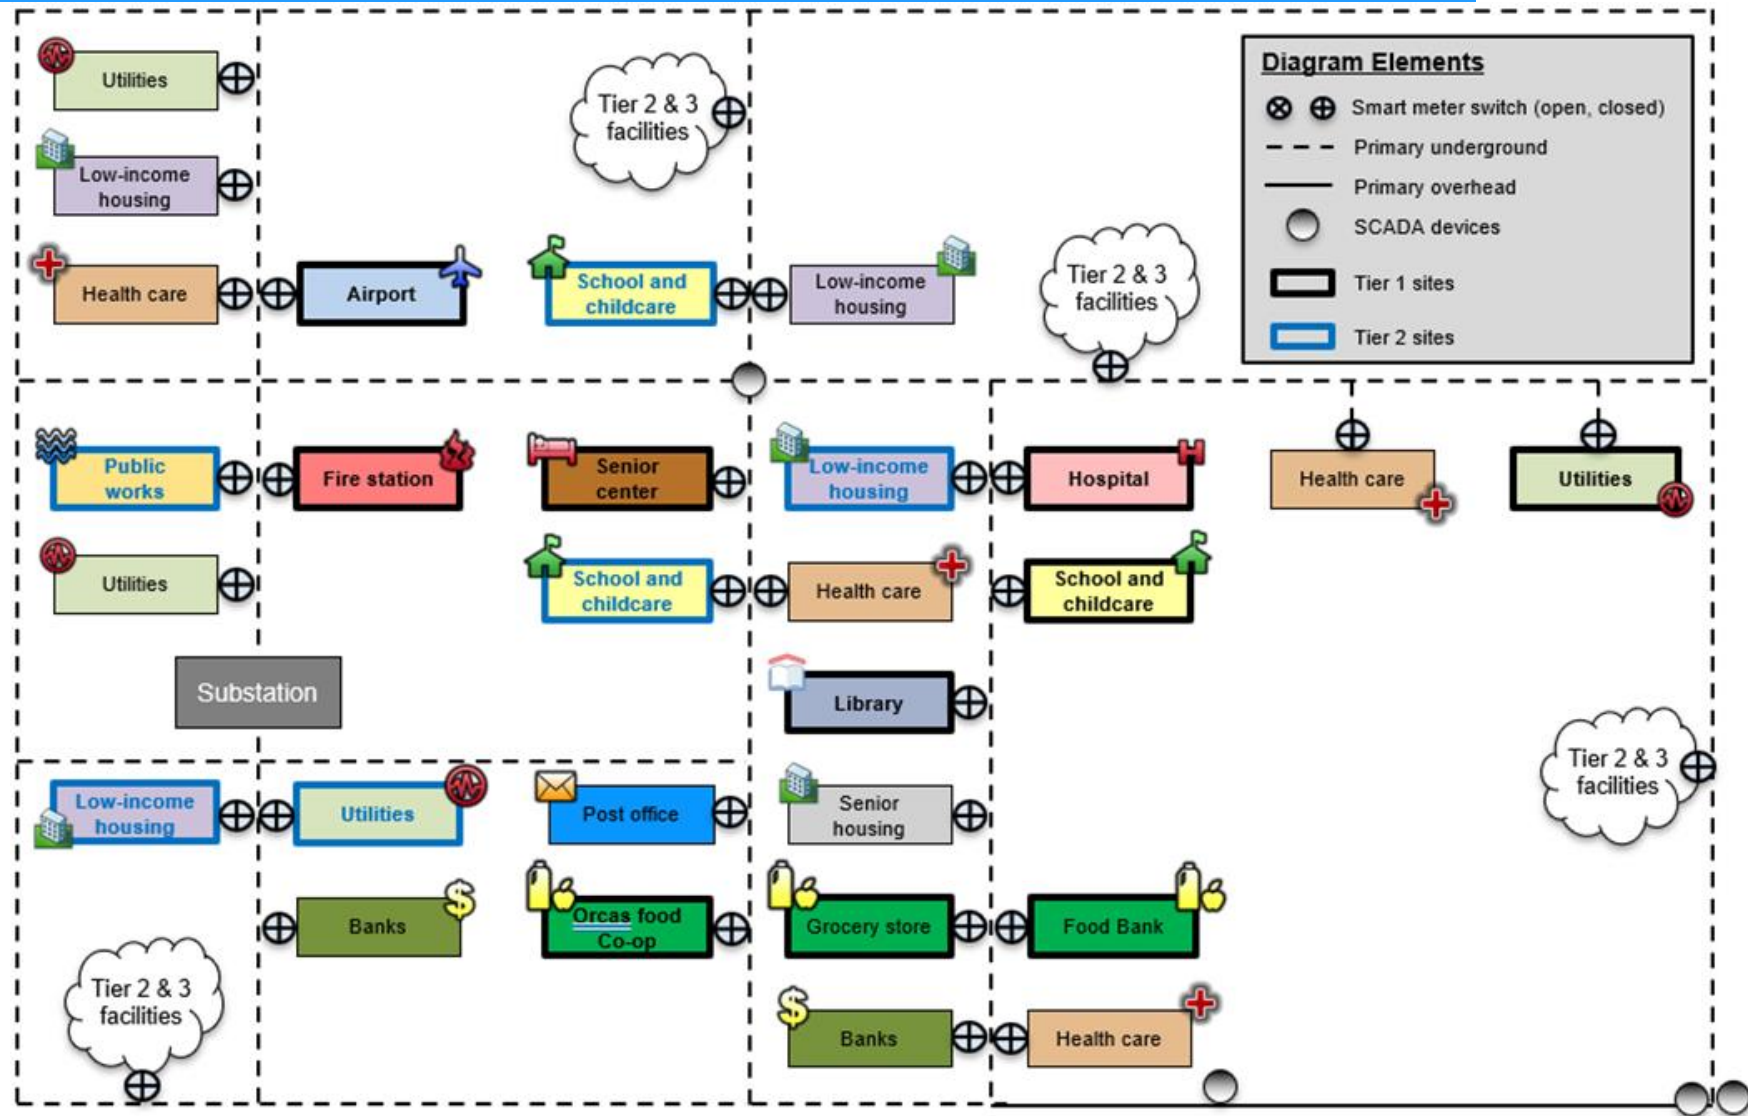 Utilities
Tier 2 & 3
facilities
Diagram Elements
Smart meter switch (open, closed)
Primary underground
Primary overhead
SCADA devices
Tier 1 sites
Tier 2 sites
Low-income
housing
Health care
Airport
School and
childcare
Low-income
housing
Tier 2 & 3
facilities
Public
works
Fire station
Senior
center
Low-income
housing
Hospital
Health care
Utilities
Utilities
School and
childcare
Health care
School and
childcare
Substation
Library
Tier 2 & 3
facilities
Low-income
housing
Utilities
Post office
Senior
housing
Banks
Orcas food
Co-op
Grocery store
Food Bank
Tier 2 & 3
facilities
Banks
Health care